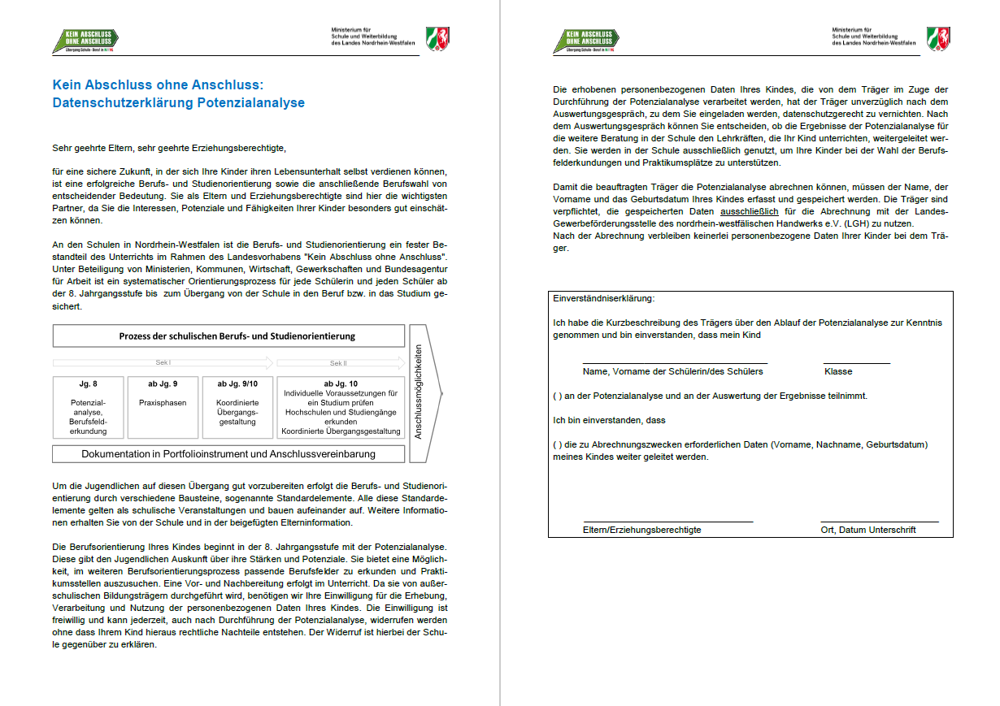 KEIN ABSCHLUSS
OHNE ANSCHLUSS
Übergang Schule - Beruf in NRW
Ministerium für
Schule und Weiterbildung
des Landes Nordrhein-Westfalen
Kein Abschluss ohne Anschluss:
Datenschutzerklärung Potenzialanalyse
Sehr geehrte Eltern, sehr geehrte Erziehungsberechtigte,
für eine sichere Zukunft, in der sich Ihre Kinder ihren Lebensunterhalt selbst verdienen können,
ist eine erfolgreiche Berufs- und Studienorientierung sowie die anschließende Berufswahl von
entscheidender Bedeutung. Sie als Eltern und Erziehungsberechtigte sind hier die wichtigsten
Partner, da Sie die Interessen, Potenziale und Fähigkeiten Ihrer Kinder besonders gut einschät-
zen können.
An den Schulen in Nordrhein-Westfalen ist die Berufs- und Studienorientierung ein fester Be-
standteil des Unterrichts im Rahmen des Landesvorhabens "Kein Abschluss ohne Anschluss".
Unter Beteiligung von Ministerien, Kommunen, Wirtschaft, Gewerkschaften und Bundesagentur
für Arbeit ist ein systematischer Orientierungsprozess für jede Schülerin und jeden Schüler ab
der 8. Jahrgangsstufe bis zum Übergang von der Schule in den Beruf bzw. in das Studium ge-
sichert.
Prozess der schulischen Berufs- und Studienorientierung
Sek I
Sek II
Jg. 8
Potenzial-
analyse,
Berufsfeld-
erkundung
ab Jg. 9
Praxisphasen
ab Jg. 9/10
Koordinierte
Übergangs-
gestaltung
ab Jg. 10
Individuelle Voraussetzungen für
ein Studium prüfen
Hochschulen und Studiengänge
erkunden
Koordinierte Übergangsgestaltung
Dokumentation in Portfolioinstrument und Anschlussvereinbarung
Anschlussmöglichkeiten
Um die Jugendlichen auf diesen Übergang gut vorzubereiten erfolgt die Berufs- und Studienori-
entierung durch verschiedene Bausteine, sogenannte Standardelemente. Alle diese Standarde-
lemente gelten als schulische Veranstaltungen und bauen aufeinander auf. Weitere Informatio-
nen erhalten Sie von der Schule und in der beigefügten Elterninformation.
Die Berufsorientierung Ihres Kindes beginnt in der 8. Jahrgangsstufe mit der Potenzialanalyse.
Diese gibt den Jugendlichen Auskunft über ihre Stärken und Potenziale. Sie bietet eine Möglich-
keit, im weiteren Berufsorientierungsprozess passende Berufsfelder zu erkunden und Prakti-
kumsstellen auszusuchen. Eine Vor- und Nachbereitung erfolgt im Unterricht. Da sie von außer-
schulischen Bildungsträgern durchgeführt wird, benötigen wir Ihre Einwilligung für die Erhebung,
Verarbeitung und Nutzung der personenbezogenen Daten Ihres Kindes. Die Einwilligung ist
freiwillig und kann jederzeit, auch nach Durchführung der Potenzialanalyse, widerrufen werden
ohne dass Ihrem Kind hieraus rechtliche Nachteile entstehen. Der Widerruf ist hierbei der Schu-
le gegenüber zu erklären.
KEIN ABSCHLUSS
OHNE ANSCHLUSS
Übergang Schule - Beruf in NRW
Ministerium für
Schule und Weiterbildung
des Landes Nordrhein-Westfalen
Die erhobenen personenbezogenen Daten Ihres Kindes, die von dem Träger im Zuge der
Durchführung der Potenzialanalyse verarbeitet werden, hat der Träger unverzüglich nach dem
Auswertungsgespräch, zu dem Sie eingeladen werden, datenschutzgerecht zu vernichten. Nach
dem Auswertungsgespräch können Sie entscheiden, ob die Ergebnisse der Potenzialanalyse für
die weitere Beratung in der Schule den Lehrkräften, die Ihr Kind unterrichten, weitergeleitet wer-
den. Sie werden in der Schule ausschließlich genutzt, um Ihre Kinder bei der Wahl der Berufs-
felderkundungen und Praktikumsplätze zu unterstützen.
Damit die beauftragten Träger die Potenzialanalyse abrechnen können, müssen der Name, der
Vorname und das Geburtsdatum Ihres Kindes erfasst und gespeichert werden. Die Träger sind
verpflichtet, die gespeicherten Daten ausschließlich für die Abrechnung mit der Landes-
Gewerbeförderungsstelle des nordrhein-westfälischen Handwerks e.V. (LGH) zu nutzen.
Nach der Abrechnung verbleiben keinerlei personenbezogene Daten Ihrer Kinder bei dem Trä-
ger.
Einverständniserklärung:
Ich habe die Kurzbeschreibung des Trägers über den Ablauf der Potenzialanalyse zur Kenntnis
genommen und bin einverstanden, dass mein Kind
Name, Vorname der Schülerin/des Schülers Klasse
( ) an der Potenzialanalyse und an der Auswertung der Ergebnisse teilnimmt.
Ich bin einverstanden, dass
( ) die zu Abrechnungszwecken erforderlichen Daten (Vorname, Nachname, Geburtsdatum)
meines Kindes weiter geleitet werden.
Eltern/Erziehungsberechtigte Ort, Datum Unterschrift